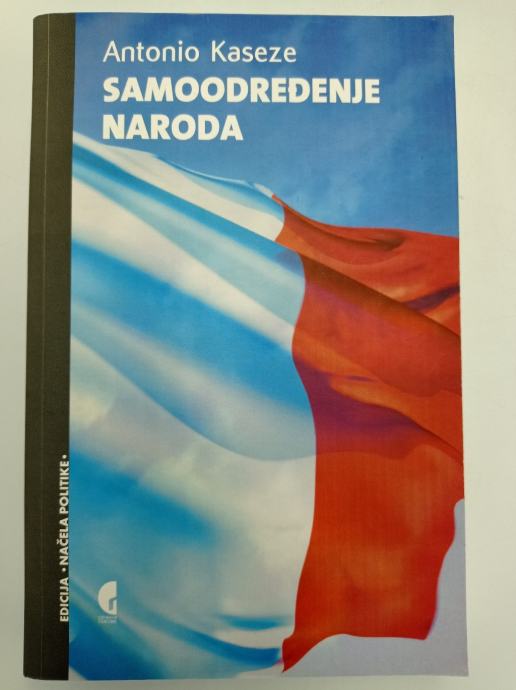 Antonio Kaseze
SAMOODREĐENJE
NARODA
EDICIJA • NAČELA POLITIKE •